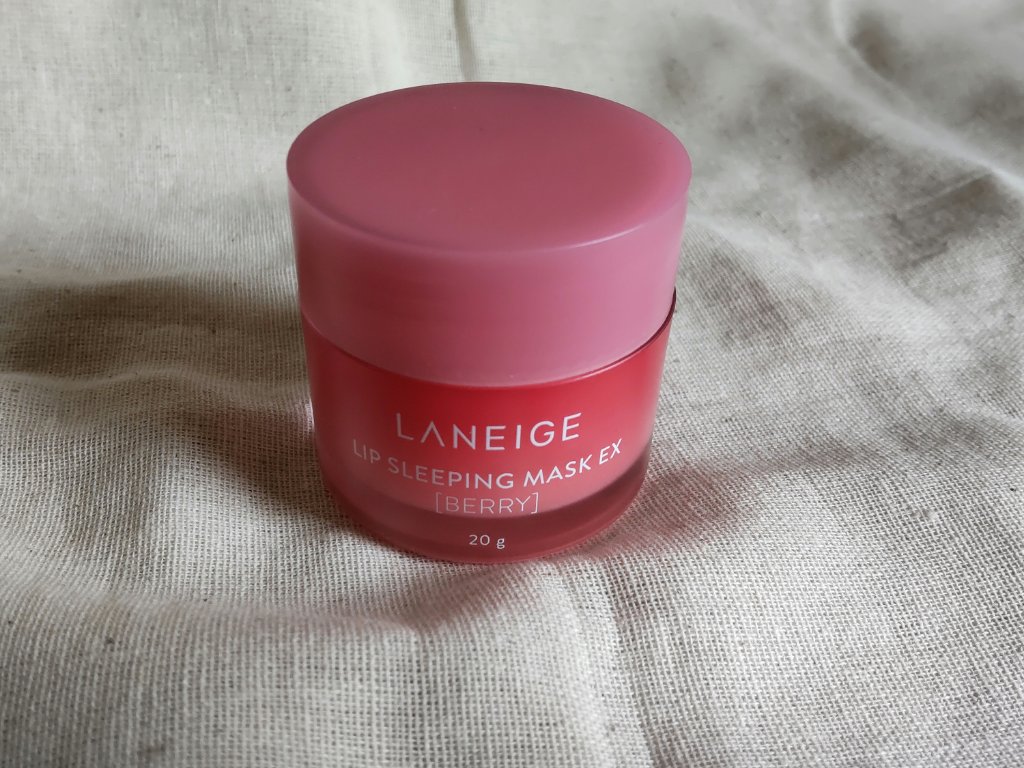 LANEIGE
LIP SLEEPING MASK EX
[BERRY]
20 g